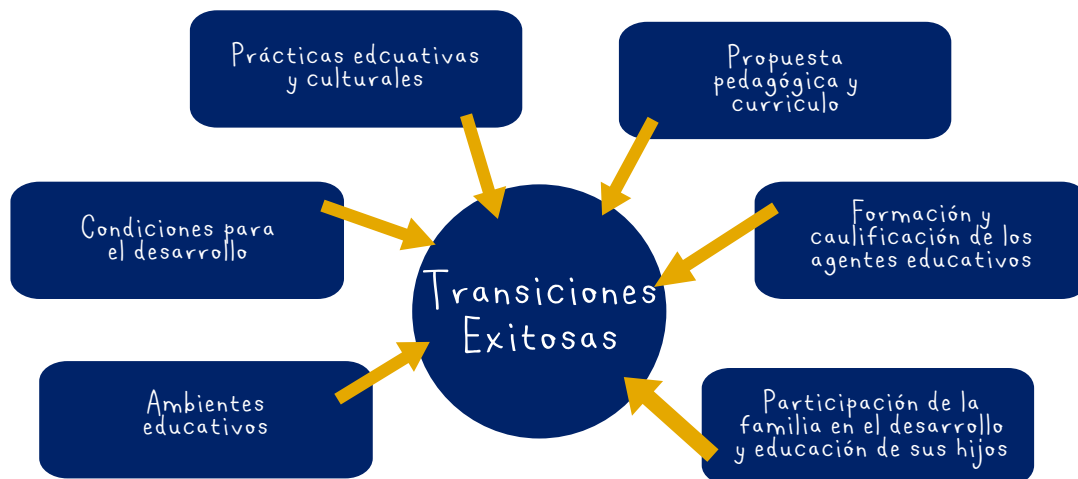 Prácticas edcuativas
y culturales
Propuesta
pedagógica y
curriculo
Condiciones para
el desarrollo
Formación y
caulificación de los
agentes educativos
Transiciones
Exitosas
Ambientes
educativos
Participación de la
familia en el desarrollo
y educación de sus hijos